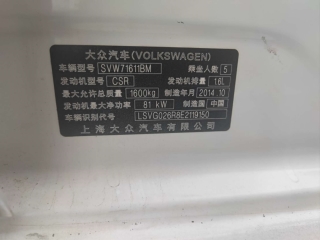 大众汽车(VOLKSWAGEN)
车辆型号 SVW71611BM 乘坐人数 5
发动机型号 CSR 发动机排量 1.6L
最大允许总质量 1600kg 制造年月 2014.10
发动机最大净功率 81 kW 制造国 中国
车辆识别代号 LSVG026R8E2119150
上海大众汽车有限公司